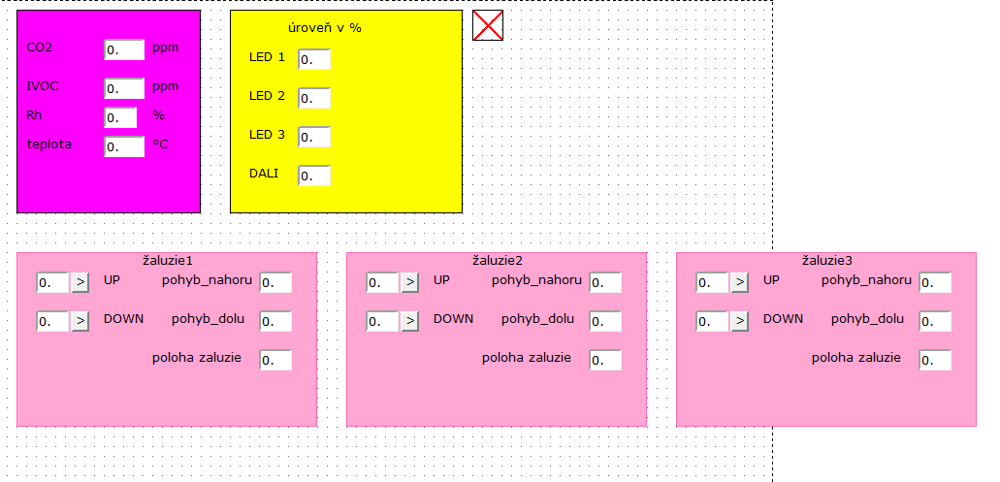 CO2 0. ppm
IVOC 0. ppm
Rh 0. %
teplota 0. °C
úroveň v %
LED 1 0.
LED 2 0.
LED 3 0.
DALI 0.
žaluzie1
0. > UP pohyb_nahoru 0.
0. > DOWN pohyb_dolu 0.
poloha zaluzie 0.
žaluzie2
0. > UP pohyb_nahoru 0.
0. > DOWN pohyb_dolu 0.
poloha zaluzie 0.
žaluzie3
0. > UP pohyb_nahoru 0.
0. > DOWN pohyb_dolu 0.
poloha zaluzie 0.